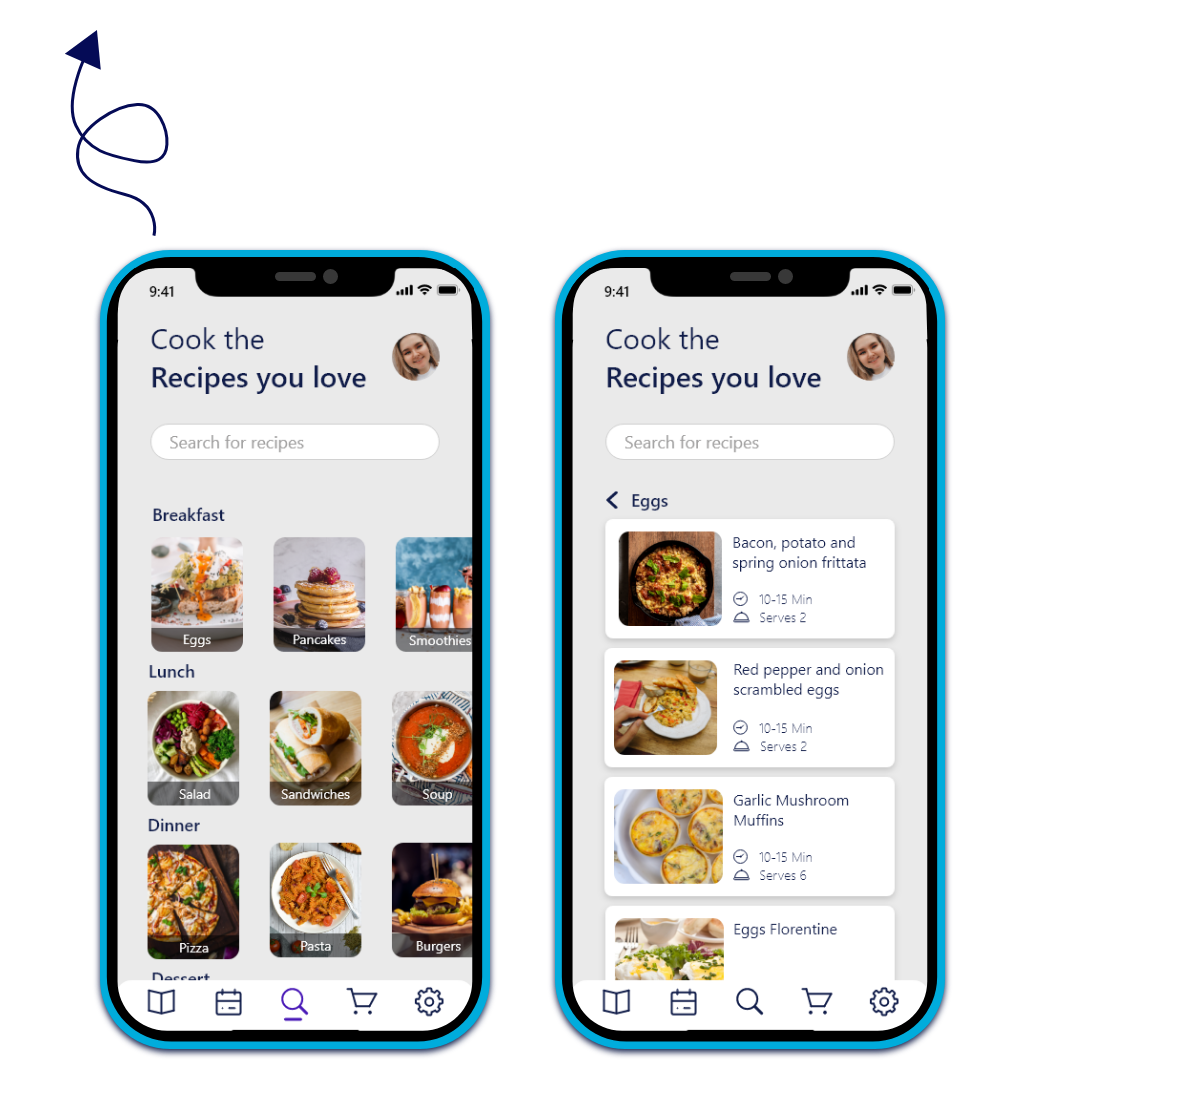 9:41
Cook the
Recipes you love
Search for recipes
Breakfast
Eggs
Pancakes
Smoothies
Lunch
Salad
Sandwiches
Soup
Dinner
Pizza
Pasta
Burgers
Dessert
9:41
Cook the
Recipes you love
Search for recipes
Eggs
Bacon, potato and
spring onion frittata
10-15 Min
Serves 2
Red pepper and onion
scrambled eggs
10-15 Min
Serves 2
Garlic Mushroom
Muffins
10-15 Min
Serves 6
Eggs Florentine